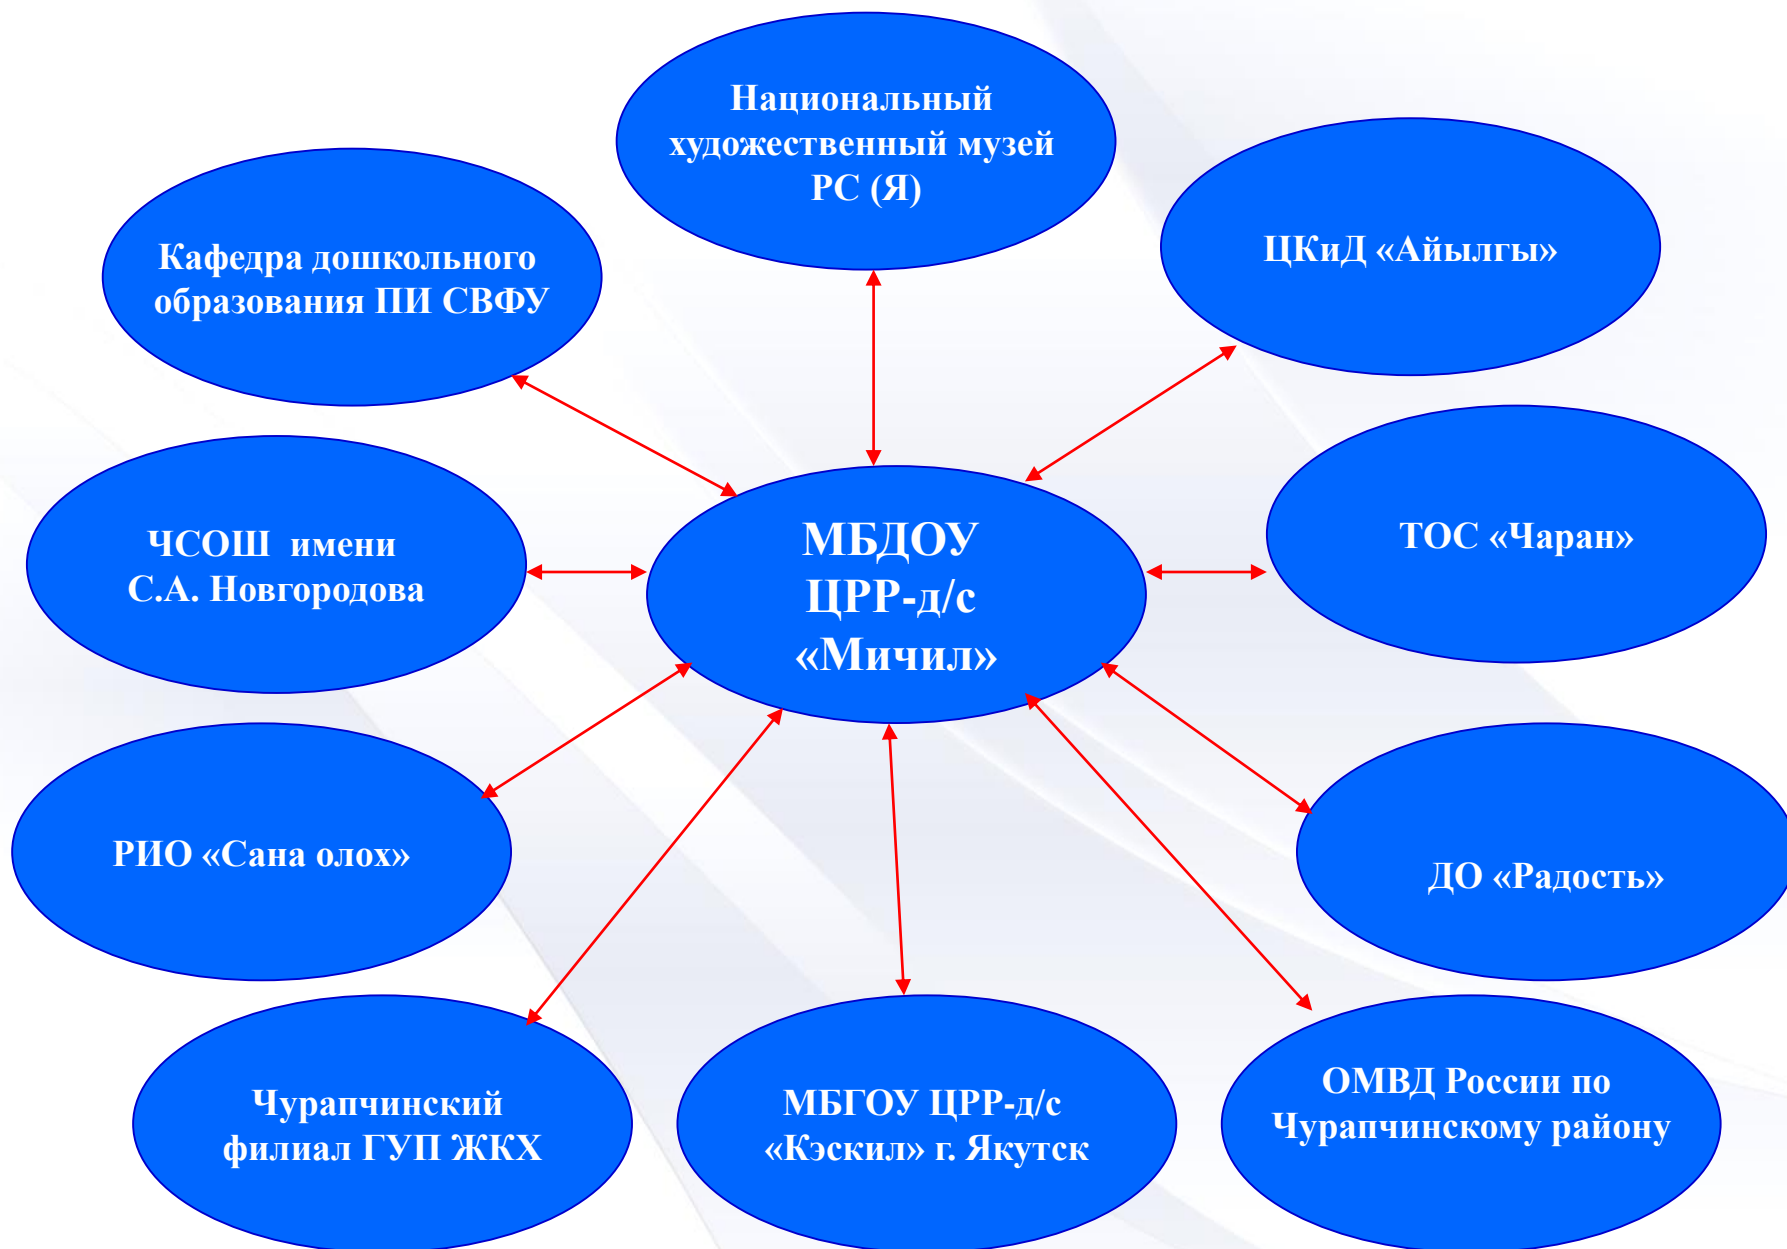 Национальный
художественный музей
РС (Я)
ЦКиД «Айылгы»
Кафедра дошкольного
образования ПИ СВФУ
ЧСОШ имени
С.А. Новгородова
МБДОУ
ЦРР-д/с
«Мичил»
ТОС «Чаран»
РИО «Сана олох»
ДО «Радость»
Чурапчинский
филиал ГУП ЖКХ
МБГОУ ЦРР-д/с
«Кэскил» г. Якутск
ОМВД России по
Чурапчинскому району